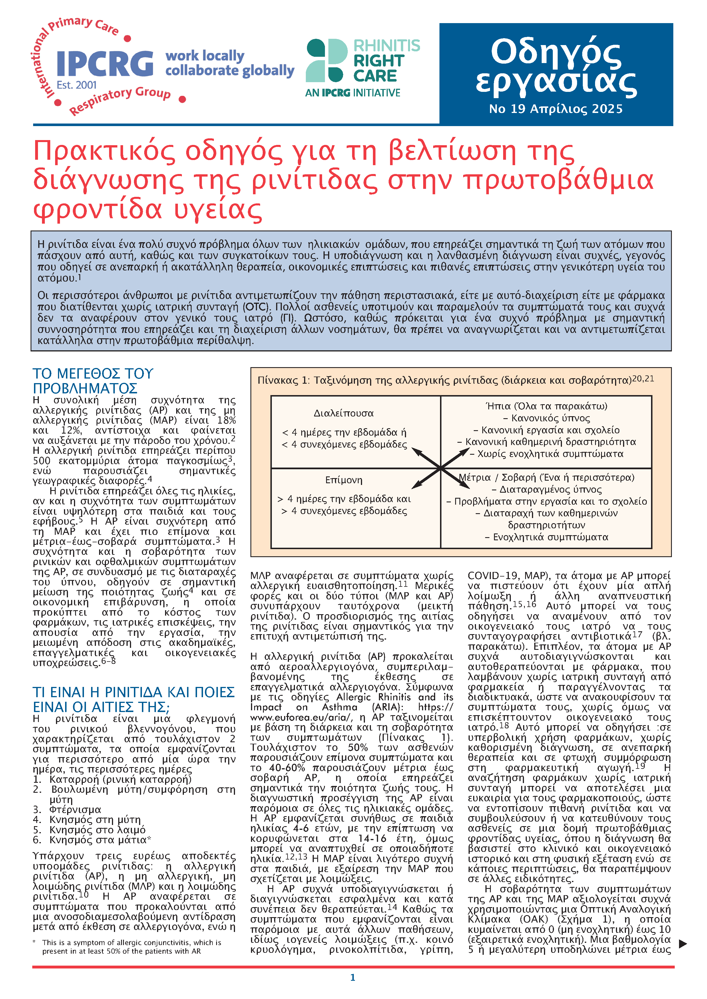 International Primary Care
IPCRG
Est. 2001
Respiratory Group
work locally
collaborate globally
RHINITIS
RIGHT
CARE
AN IPCRG INITIATIVE
Οδηγός
εργασίας
Νο 19 Απρίλιος 2025
Πρακτικός οδηγός για τη βελτίωση της
διάγνωσης της ρινίτιδας στην πρωτοβάθμια
φροντίδα υγείας
Η ρινίτιδα είναι ένα πολύ συχνό πρόβλημα όλων των ηλικιακών ομάδων, που επηρεάζει σημαντικά τη ζωή των ατόμων που
πάσχουν από αυτή, καθώς και των συγκατοίκων τους. Η υποδιάγνωση και η λανθασμένη διάγνωση είναι συχνές, γεγονός
που οδηγεί σε ανεπαρκή ή ακατάλληλη θεραπεία, οικονομικές επιπτώσεις και πιθανές επιπτώσεις στην γενικότερη υγεία του
ατόμου.1
Οι περισσότεροι άνθρωποι με ρινίτιδα αντιμετωπίζουν την πάθηση περιστασιακά, είτε με αυτό-διαχείριση είτε με φάρμακα
που διατίθενται χωρίς ιατρική συνταγή (OTC). Πολλοί ασθενείς υποτιμούν και παραμελούν τα συμπτώματά τους και συχνά
δεν τα αναφέρουν στον γενικό τους ιατρό (ΓΙ). Ωστόσο, καθώς πρόκειται για ένα συχνό πρόβλημα με σημαντική
συννοσηρότητα που επηρεάζει και τη διαχείριση άλλων νοσημάτων, θα πρέπει να αναγνωρίζεται και να αντιμετωπίζεται
κατάλληλα στην πρωτοβάθμια περίθαλψη.
ΤΟ ΜΕΓΕΘΟΣ ΤΟΥ
ΠΡΟΒΛΗΜΑΤΟΣ
Η συνολική μέση συχνότητα της
αλλεργικής ρινίτιδας (ΑΡ) και της μη
αλλεργικής ρινίτιδας (ΜΑΡ) είναι 18%
και 12%, αντίστοιχα και φαίνεται
να αυξάνεται με την πάροδο του χρόνου.2
Η αλλεργική ρινίτιδα επηρεάζει περίπου
500 εκατομμύρια άτομα παγκοσμίως3,
ενώ παρουσιάζει σημαντικές
γεωγραφικές διαφορές.4
Η ρινίτιδα επηρεάζει όλες τις ηλικίες,
αν και η συχνότητα των συμπτωμάτων
είναι υψηλότερη στα παιδιά και τους
εφήβους.5 Η ΑΡ είναι συχνότερη από
τη ΜΑΡ και έχει πιο επίμονα και
μέτρια-έως-σοβαρά συμπτώματα.3 Η
συχνότητα και η σοβαρότητα των
ρινικών και οφθαλμικών συμπτωμάτων
της ΑΡ, σε συνδυασμό με τις διαταραχές
του ύπνου, οδηγούν σε σημαντική
μείωση της ποιότητας ζωής4 και σε
οικονομική επιβάρυνση, η οποία
προκύπτει από το κόστος των
φαρμάκων, τις ιατρικές επισκέψεις, την
απουσία από την εργασία, την
μειωμένη απόδοση στις ακαδημαϊκές,
επαγγελματικές και οικογενειακές
υποχρεώσεις.6-8
ΤΙ ΕΙΝΑΙ Η ΡΙΝΙΤΙΔΑ ΚΑΙ ΠΟΙΕΣ
ΕΙΝΑΙ ΟΙ ΑΙΤΙΕΣ ΤΗΣ;
Η ρινίτιδα είναι μια φλεγμονή
του ρινικού βλεννογόνου, που
χαρακτηρίζεται από τουλάχιστον 2
συμπτώματα, τα οποία εμφανίζονται
για περισσότερο από μία ώρα την
ημέρα, τις περισσότερες ημέρες
1. Καταρροή (ρινική καταρροή)
2. Βουλωμένη μύτη/συμφόρηση στη
μύτη
3. Φτέρνισμα
4. Κνησμός στη μύτη
5. Κνησμός στο λαιμό
6. Κνησμός στα μάτια*
Υπάρχουν τρεις ευρέως αποδεκτές
υποομάδες ρινίτιδας: η αλλεργική
ρινίτιδα (ΑΡ), η μη αλλεργική, μη
λοιμώδης ρινίτιδα (ΜΛΡ) και η λοιμώδης
ρινίτιδα.10 Η ΑΡ αναφέρεται σε
συμπτώματα που προκαλούνται από
μια ανοσοδιαμεσολαβούμενη αντίδραση
μετά από έκθεση σε αλλεργιογόνα, ενώ η
* This is a symptom of allergic conjunctivitis, which is
present in at least 50% of the patients with AR
Πίνακας 1: Ταξινόμηση της αλλεργικής ρινίτιδας (διάρκεια και σοβαρότητα)20,21
Διαλείπουσα
< 4 ημέρες την εβδομάδα ή
< 4 συνεχόμενες εβδομάδες
Ήπια (Όλα τα παρακάτω)
– Κανονικός ύπνος
– Κανονική εργασία και σχολείο
– Κανονική καθημερινή δραστηριότητα
– Χωρίς ενοχλητικά συμπτώματα
Επίμονη
> 4 ημέρες την εβδομάδα και
> 4 συνεχόμενες εβδομάδες
Μέτρια / Σοβαρή (Ένα ή περισσότερα)
– Διαταραγμένος ύπνος
– Προβλήματα στην εργασία και το σχολείο
– Διαταραχή των καθημερινών
δραστηριοτήτων
– Ενοχλητικά συμπτώματα
ΜΛΡ αναφέρεται σε συμπτώματα χωρίς
αλλεργική ευαισθητοποίηση.11 Μερικές
φορές και οι δύο τύποι (ΜΛΡ και ΑΡ)
συνυπάρχουν ταυτόχρονα (μεικτή
ρινίτιδα). Ο προσδιορισμός της αιτίας
της ρινίτιδας είναι σημαντικός για την
επιτυχή αντιμετώπισή της.
Η αλλεργική ρινίτιδα (ΑΡ) προκαλείται
από αεροαλλεργιογόνα, συμπεριλαμ-
βανομένης της έκθεσης σε
επαγγελματικά αλλεργιογόνα. Σύμφωνα
με τις οδηγίες Allergic Rhinitis and its
Impact on Asthma (ARIA): https://
www.euforea.eu/aria/, η ΑΡ ταξινομείται
με βάση τη διάρκεια και τη σοβαρότητα
των συμπτωμάτων (Πίνακας 1).
Τουλάχιστον το 50% των ασθενών
παρουσιάζουν επίμονα συμπτώματα και
το 40-60% παρουσιάζουν μέτρια έως
σοβαρή ΑΡ, η οποία επηρεάζει
σημαντικά την ποιότητα ζωής τους. Η
διαγνωστική προσέγγιση της ΑΡ είναι
παρόμοια σε όλες τις ηλικιακές ομάδες.
Η ΑΡ εμφανίζεται συνήθως σε παιδιά
ηλικίας 4-6 ετών, με την επίπτωση να
κορυφώνεται στα 14-16 έτη, όμως
μπορεί να αναπτυχθεί σε οποιαδήποτε
ηλικία.12,13 Η ΜΑΡ είναι λιγότερο συχνή
στα παιδιά, με εξαίρεση την ΜΑΡ που
σχετίζεται με λοιμώξεις.
Η ΑΡ συχνά υποδιαγιγνώσκεται ή
διαγιγνώσκεται εσφαλμένα και κατά
συνέπεια δεν θεραπεύεται.14 Καθώς τα
συμπτώματα που εμφανίζονται είναι
παρόμοια με αυτά άλλων παθήσεων,
ιδίως ιογενείς λοιμώξεις (π.χ. κοινό
κρυολόγημα, ρινοκολπίτιδα, γρίπη,
COVID-19, ΜΑΡ), τα άτομα με ΑΡ μπορεί
να πιστεύουν ότι έχουν μία απλή
λοίμωξη ή άλλη αναπνευστική
πάθηση.15,16 Αυτό μπορεί να τους
οδηγήσει να αναμένουν από τον
οικογενειακό τους ιατρό να τους
συνταγογραφήσει αντιβιοτικά17 (βλ.
παρακάτω). Επιπλέον, τα άτομα με ΑΡ
συχνά αυτοδιαγιγνώσκονται και
αυτοθεραπεύονται με φάρμακα, που
λαμβάνουν χωρίς ιατρική συνταγή από
φαρμακεία ή παραγγέλνοντας τα
διαδικτυακά, ώστε να ανακουφίσουν τα
συμπτώματα τους, χωρίς όμως να
επισκέπτουντον οικογενειακό τους
ιατρό.18 Αυτό μπορεί να οδηγήσει :σε
υπερβολική χρήση φαρμάκων, χωρίς
καθορισμένη διάγνωση, σε ανεπαρκή
θεραπεία και σε φτωχή συμμόρφωση
στη φαρμακευτική αγωγή.19 Η
αναζήτηση φαρμάκων χωρίς ιατρική
συνταγή μπορεί να αποτελέσει μια
ευκαιρία για τους φαρμακοποιούς, ώστε
να εντοπίσουν πιθανή ρινίτιδα και να
συμβουλεύσουν ή να κατευθύνουν τους
ασθενείς σε μια δομή πρωτοβάθμιας
φροντίδας υγείας, όπου η διάγνωση θα
βασιστεί στο κλινικό και οικογενειακό
ιστορικό και στη φυσική εξέταση ενώ σε
κάποιες περιπτώσεις, θα παραπέμψουν
σε άλλες ειδικότητες.
Η σοβαρότητα των συμπτωμάτων
της ΑΡ και της ΜΑΡ αξιολογείται συχνά
χρησιμοποιώντας μια Οπτική Αναλογική
Κλίμακα (ΟΑΚ) (Σχήμα 1), η οποία
κυμαίνεται από 0 (μη ενοχλητική) έως 10
(εξαιρετικά ενοχλητική). Μια βαθμολογία
5 ή μεγαλύτερη υποδηλώνει μέτρια έως
1